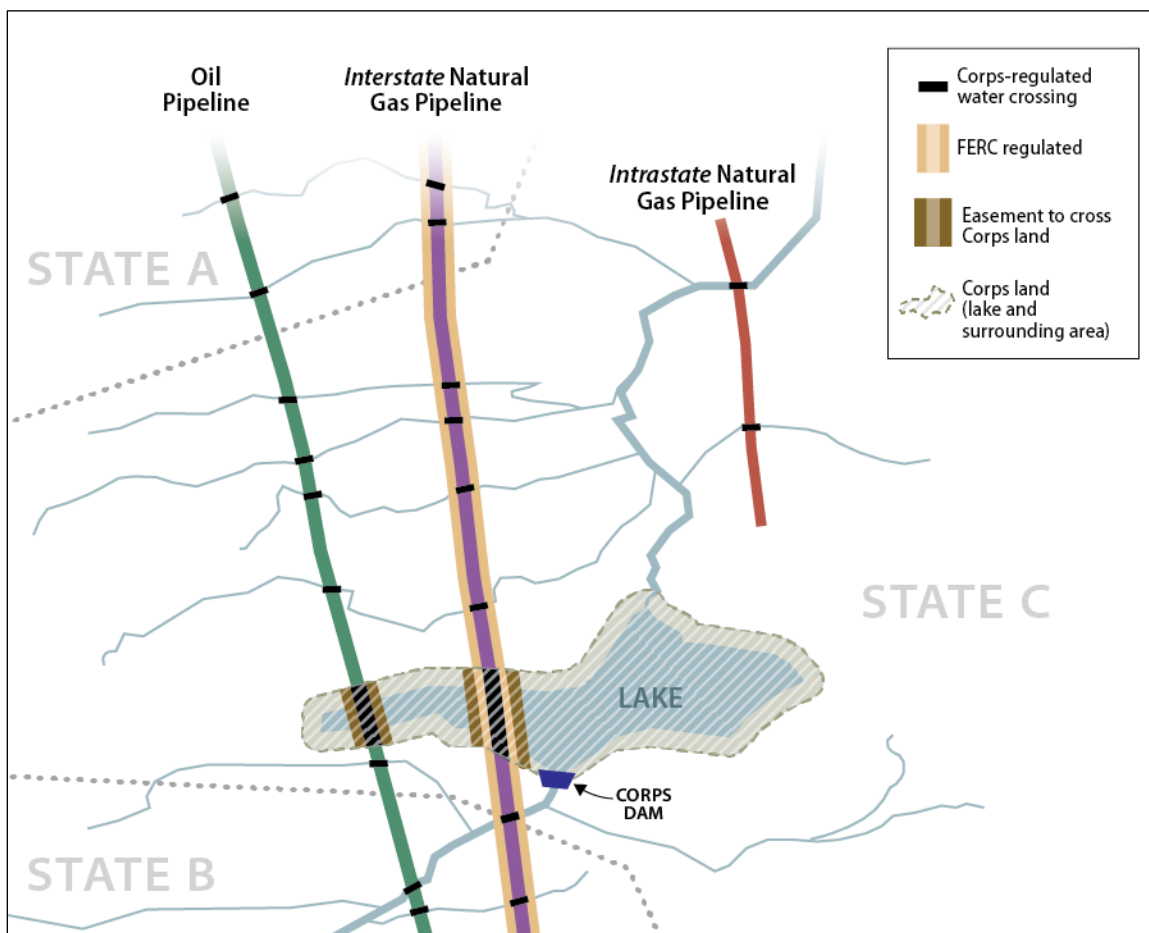 Oil
Pipeline
Interstate Natural
Gas Pipeline
Intrastate Natural
Gas Pipeline
Corps-regulated
water crossing
FERC regulated
Easement to cross
Corps land
Corps land
(lake and
surrounding area)
STATE A
STATE C
LAKE
CORPS
DAM
STATE B